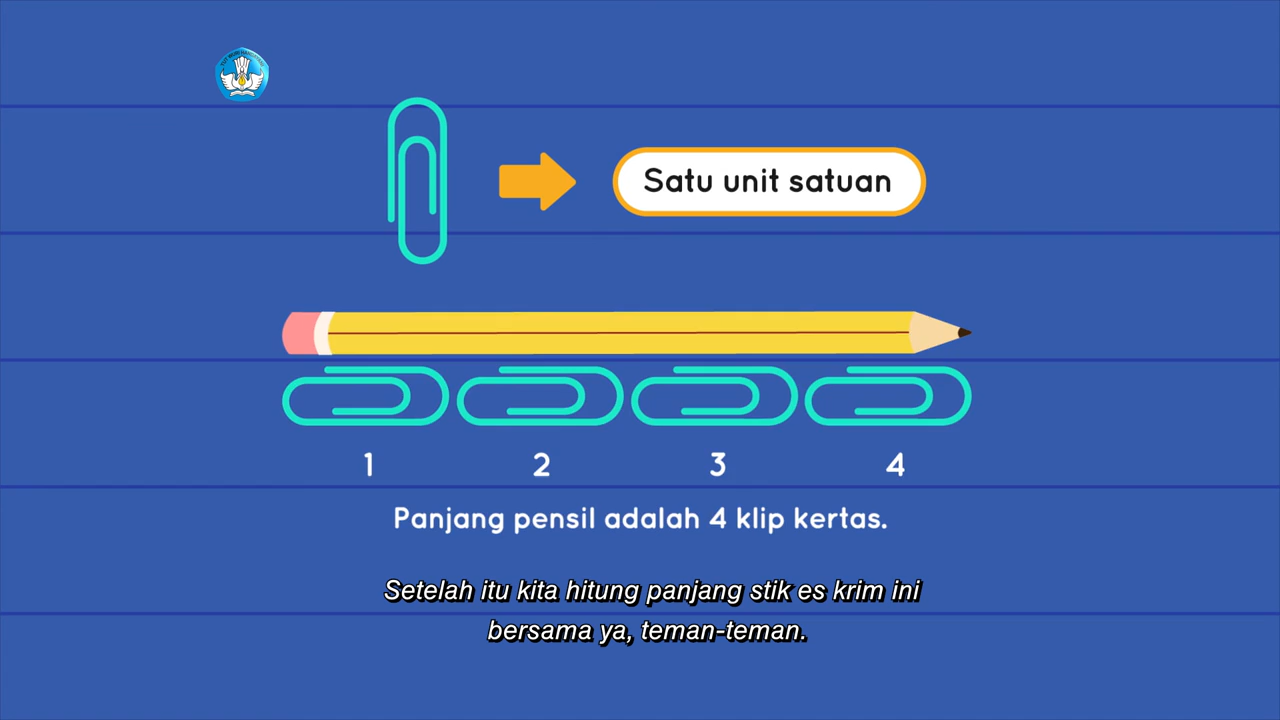 Satu unit satuan
1 2 3 4
Panjang pensil adalah 4 klip kertas.
Setelah itu kita hitung panjang stik es krim ini
bersama ya, teman-teman.